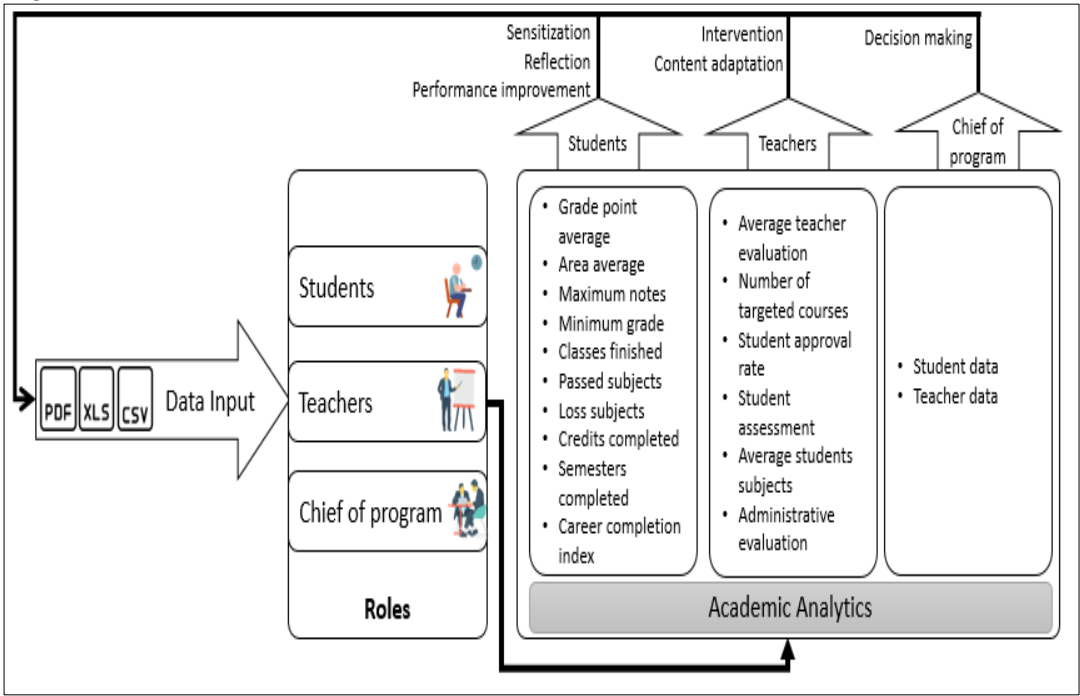 Sensitization
Reflection
Performance improvement
Intervention
Content adaptation
Decision making
Students
Teachers
Chief of
program
PDF XLS CSV
Data Input
Students
Teachers
Chief of program
Roles
• Grade point
average
• Area average
• Maximum notes
• Minimum grade
• Classes finished
• Passed subjects
• Loss subjects
• Credits completed
• Semesters
completed
• Career completion
index
• Average teacher
evaluation
• Number of
targeted courses
• Student approval
rate
• Student
assessment
• Average students
subjects
• Administrative
evaluation
• Student data
• Teacher data
Academic Analytics